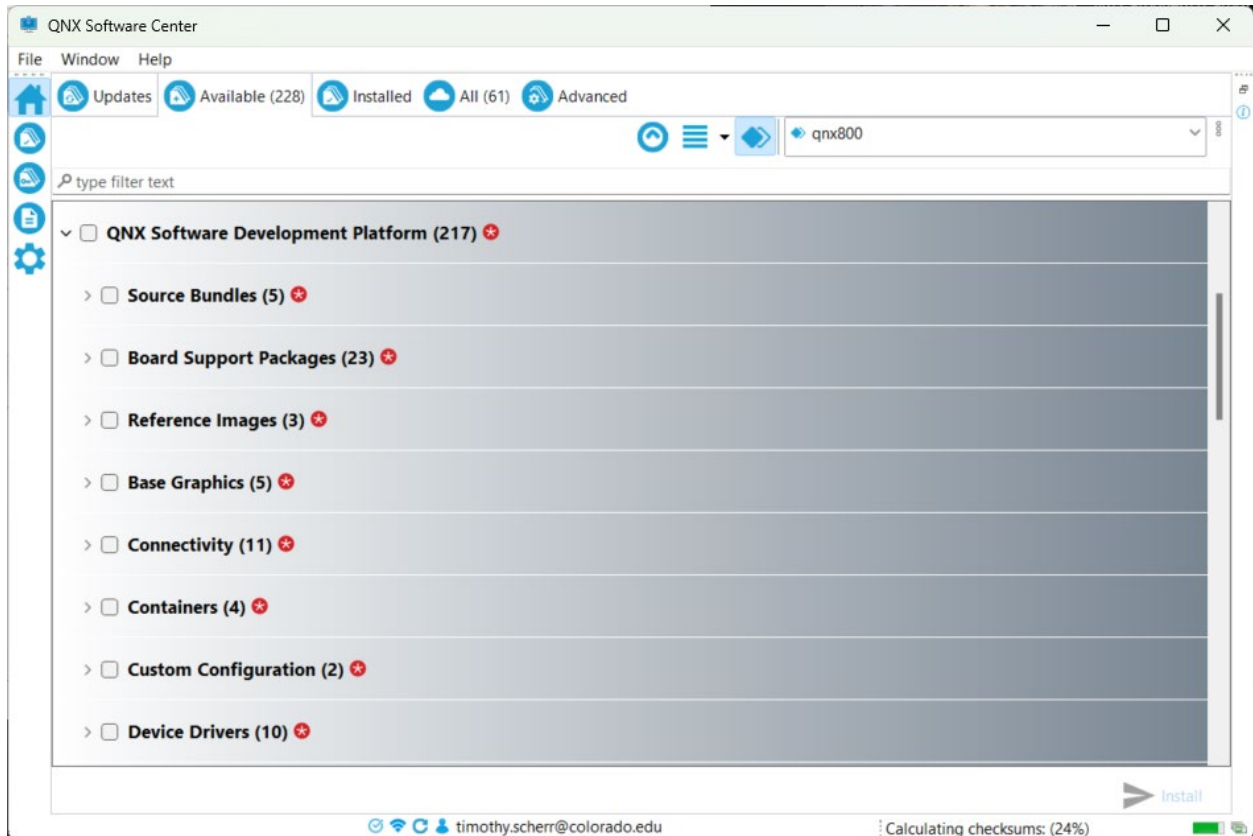 QNX Software Center
File Window Help
Updates Available (228) Installed All (61) Advanced
qnx800
type filter text
QNX Software Development Platform (217)
Source Bundles (5)
Board Support Packages (23)
Reference Images (3)
Base Graphics (5)
Connectivity (11)
Containers (4)
Custom Configuration (2)
Device Drivers (10)
Install
timothy.scherr@colorado.edu Calculating checksums: (24%)